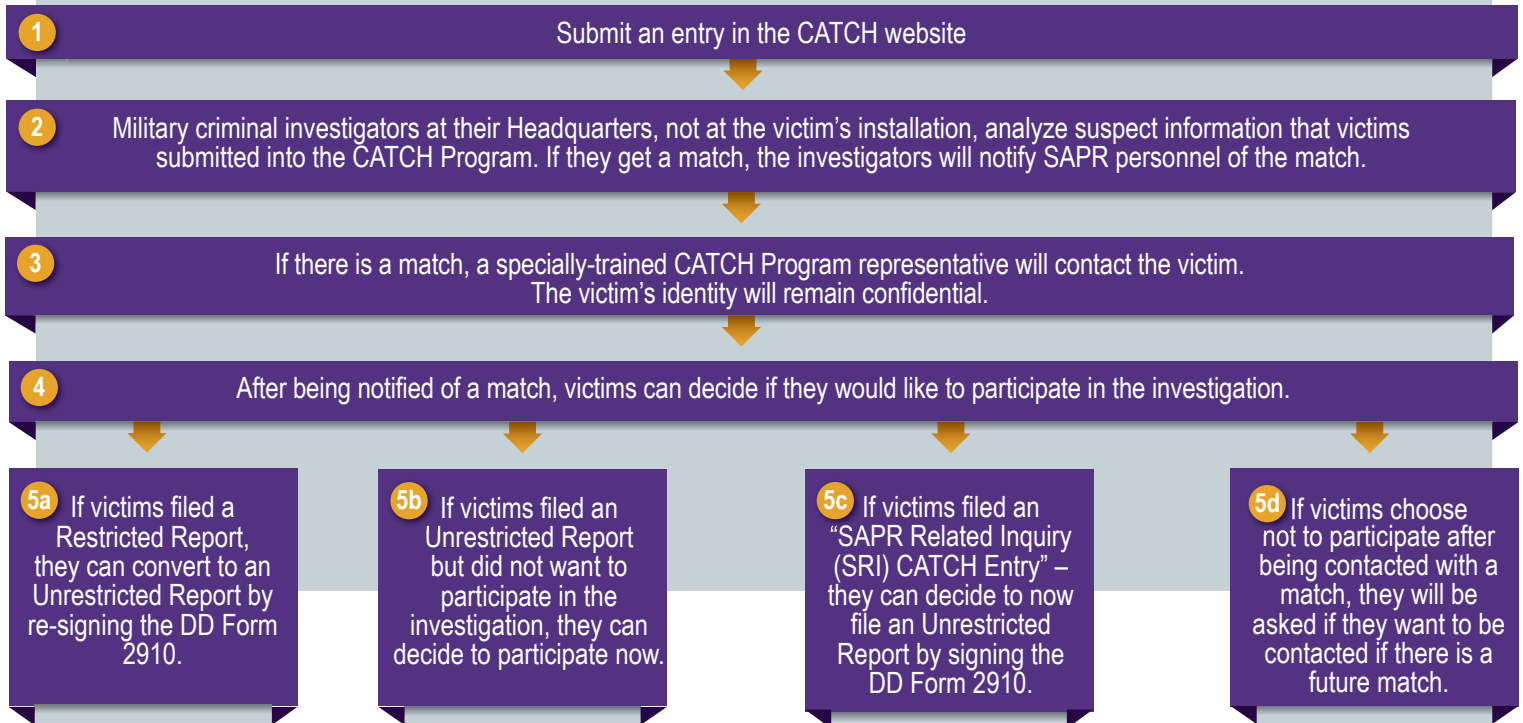 1
Submit an entry in the CATCH website
2
Military criminal investigators at their Headquarters, not at the victim’s installation, analyze suspect information that victims
submitted into the CATCH Program. If they get a match, the investigators will notify SAPR personnel of the match.
3
If there is a match, a specially-trained CATCH Program representative will contact the victim.
The victim’s identity will remain confidential.
4
After being notified of a match, victims can decide if they would like to participate in the investigation.
5a If victims filed a
Restricted Report,
they can convert to an
Unrestricted Report by
re-signing the DD Form
2910.
5b If victims filed an
Unrestricted Report
but did not want to
participate in the
investigation, they can
decide to participate now.
5c If victims filed an
“SAPR Related Inquiry
(SRI) CATCH Entry” –
they can decide to now
file an Unrestricted
Report by signing the
DD Form 2910.
5d If victims choose
not to participate after
being contacted with a
match, they will be
asked if they want to be
contacted if there is a
future match.